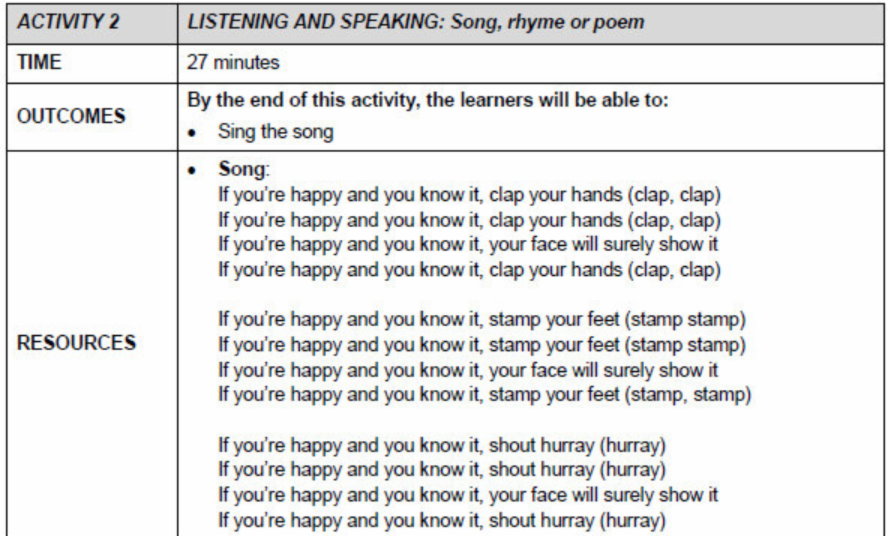 ACTIVITY 2
LISTENING AND SPEAKING: Song, rhyme or poem
TIME
27 minutes
OUTCOMES
By the end of this activity, the learners will be able to:
• Sing the song
RESOURCES
• Song:
If you're happy and you know it, clap your hands (clap, clap)
If you're happy and you know it, clap your hands (clap, clap)
If you're happy and you know it, your face will surely show it
If you're happy and you know it, clap your hands (clap, clap)
If you're happy and you know it, stamp your feet (stamp stamp)
If you're happy and you know it, stamp your feet (stamp stamp)
If you're happy and you know it, your face will surely show it
If you're happy and you know it, stamp your feet (stamp, stamp)
If you're happy and you know it, shout hurray (hurray)
If you're happy and you know it, shout hurray (hurray)
If you're happy and you know it, your face will surely show it
If you're happy and you know it, shout hurray (hurray)